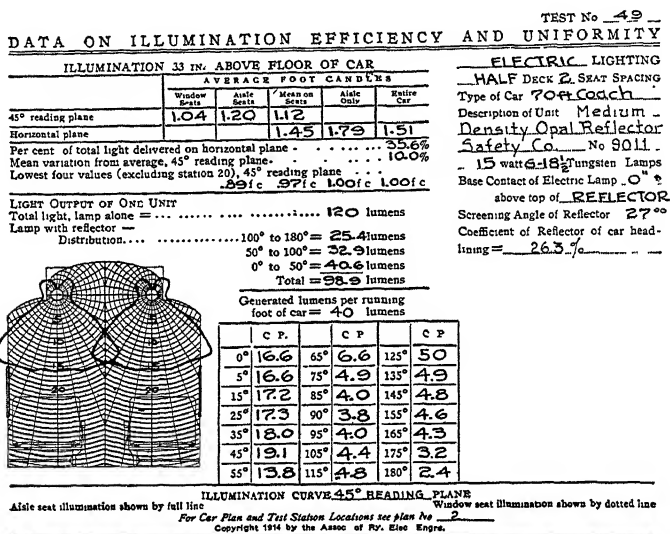 TEST No 49
DATA ON ILLUMINATION EFFICIENCY AND UNIFORMITY
ILLUMINATION 33 IN. ABOVE FLOOR OF CAR
AVERAGE FOOT CANDLES
Window Seats Aisle Seats Mean on Seats Aisle Only Entire Car
45° reading plane 1.04 1.20 1.12
Horizontal plane 1.45 1.79 1.51
Per cent of total light delivered on horizontal plane - 35.6%
Mean variation from average, 45° reading plane. 10.0%
Lowest four values (excluding station 20), 45° reading plane
.89fc .97fc 1.00fc 1.00fc
ELECTRIC LIGHTING
HALF DECK 2 SEAT SPACING
Type of Car 70ft Coach
Description of Unit Medium
Density Opal Reflector
Safety Co. No 9011
15 watt G-18½ Tungsten Lamps
Base Contact of Electric Lamp 0"
above top of REFLECTOR
Screening Angle of Reflector 27°
Coefficient of Reflector of car head-
lining = 26.3 %
LIGHT OUTPUT OF ONE UNIT
Total light, lamp alone = 120 lumens
Lamp with reflector —
Distribution 100° to 180° = 25.4 lumens
50° to 100° = 32.9 lumens
0° to 50° = 40.6 lumens
Total = 98.9 lumens
Generated lumens per running
foot of car = 40 lumens
C P. C P C P
0° 16.6 65° 6.6 125° 50
5° 16.6 75° 4.9 135° 4.9
15° 17.2 85° 4.0 145° 4.8
25° 17.3 90° 3.8 155° 4.6
35° 18.0 95° 4.0 165° 4.3
45° 19.1 105° 4.4 175° 3.2
55° 13.8 115° 4.8 180° 2.4
ILLUMINATION CURVE 45° READING PLANE
Aisle seat illumination shown by full line Window seat illumination shown by dotted line
For Car Plan and Test Station Locations see plan No 2
Copyright 1914 by the Assoc of Ry. Elec Engrs.